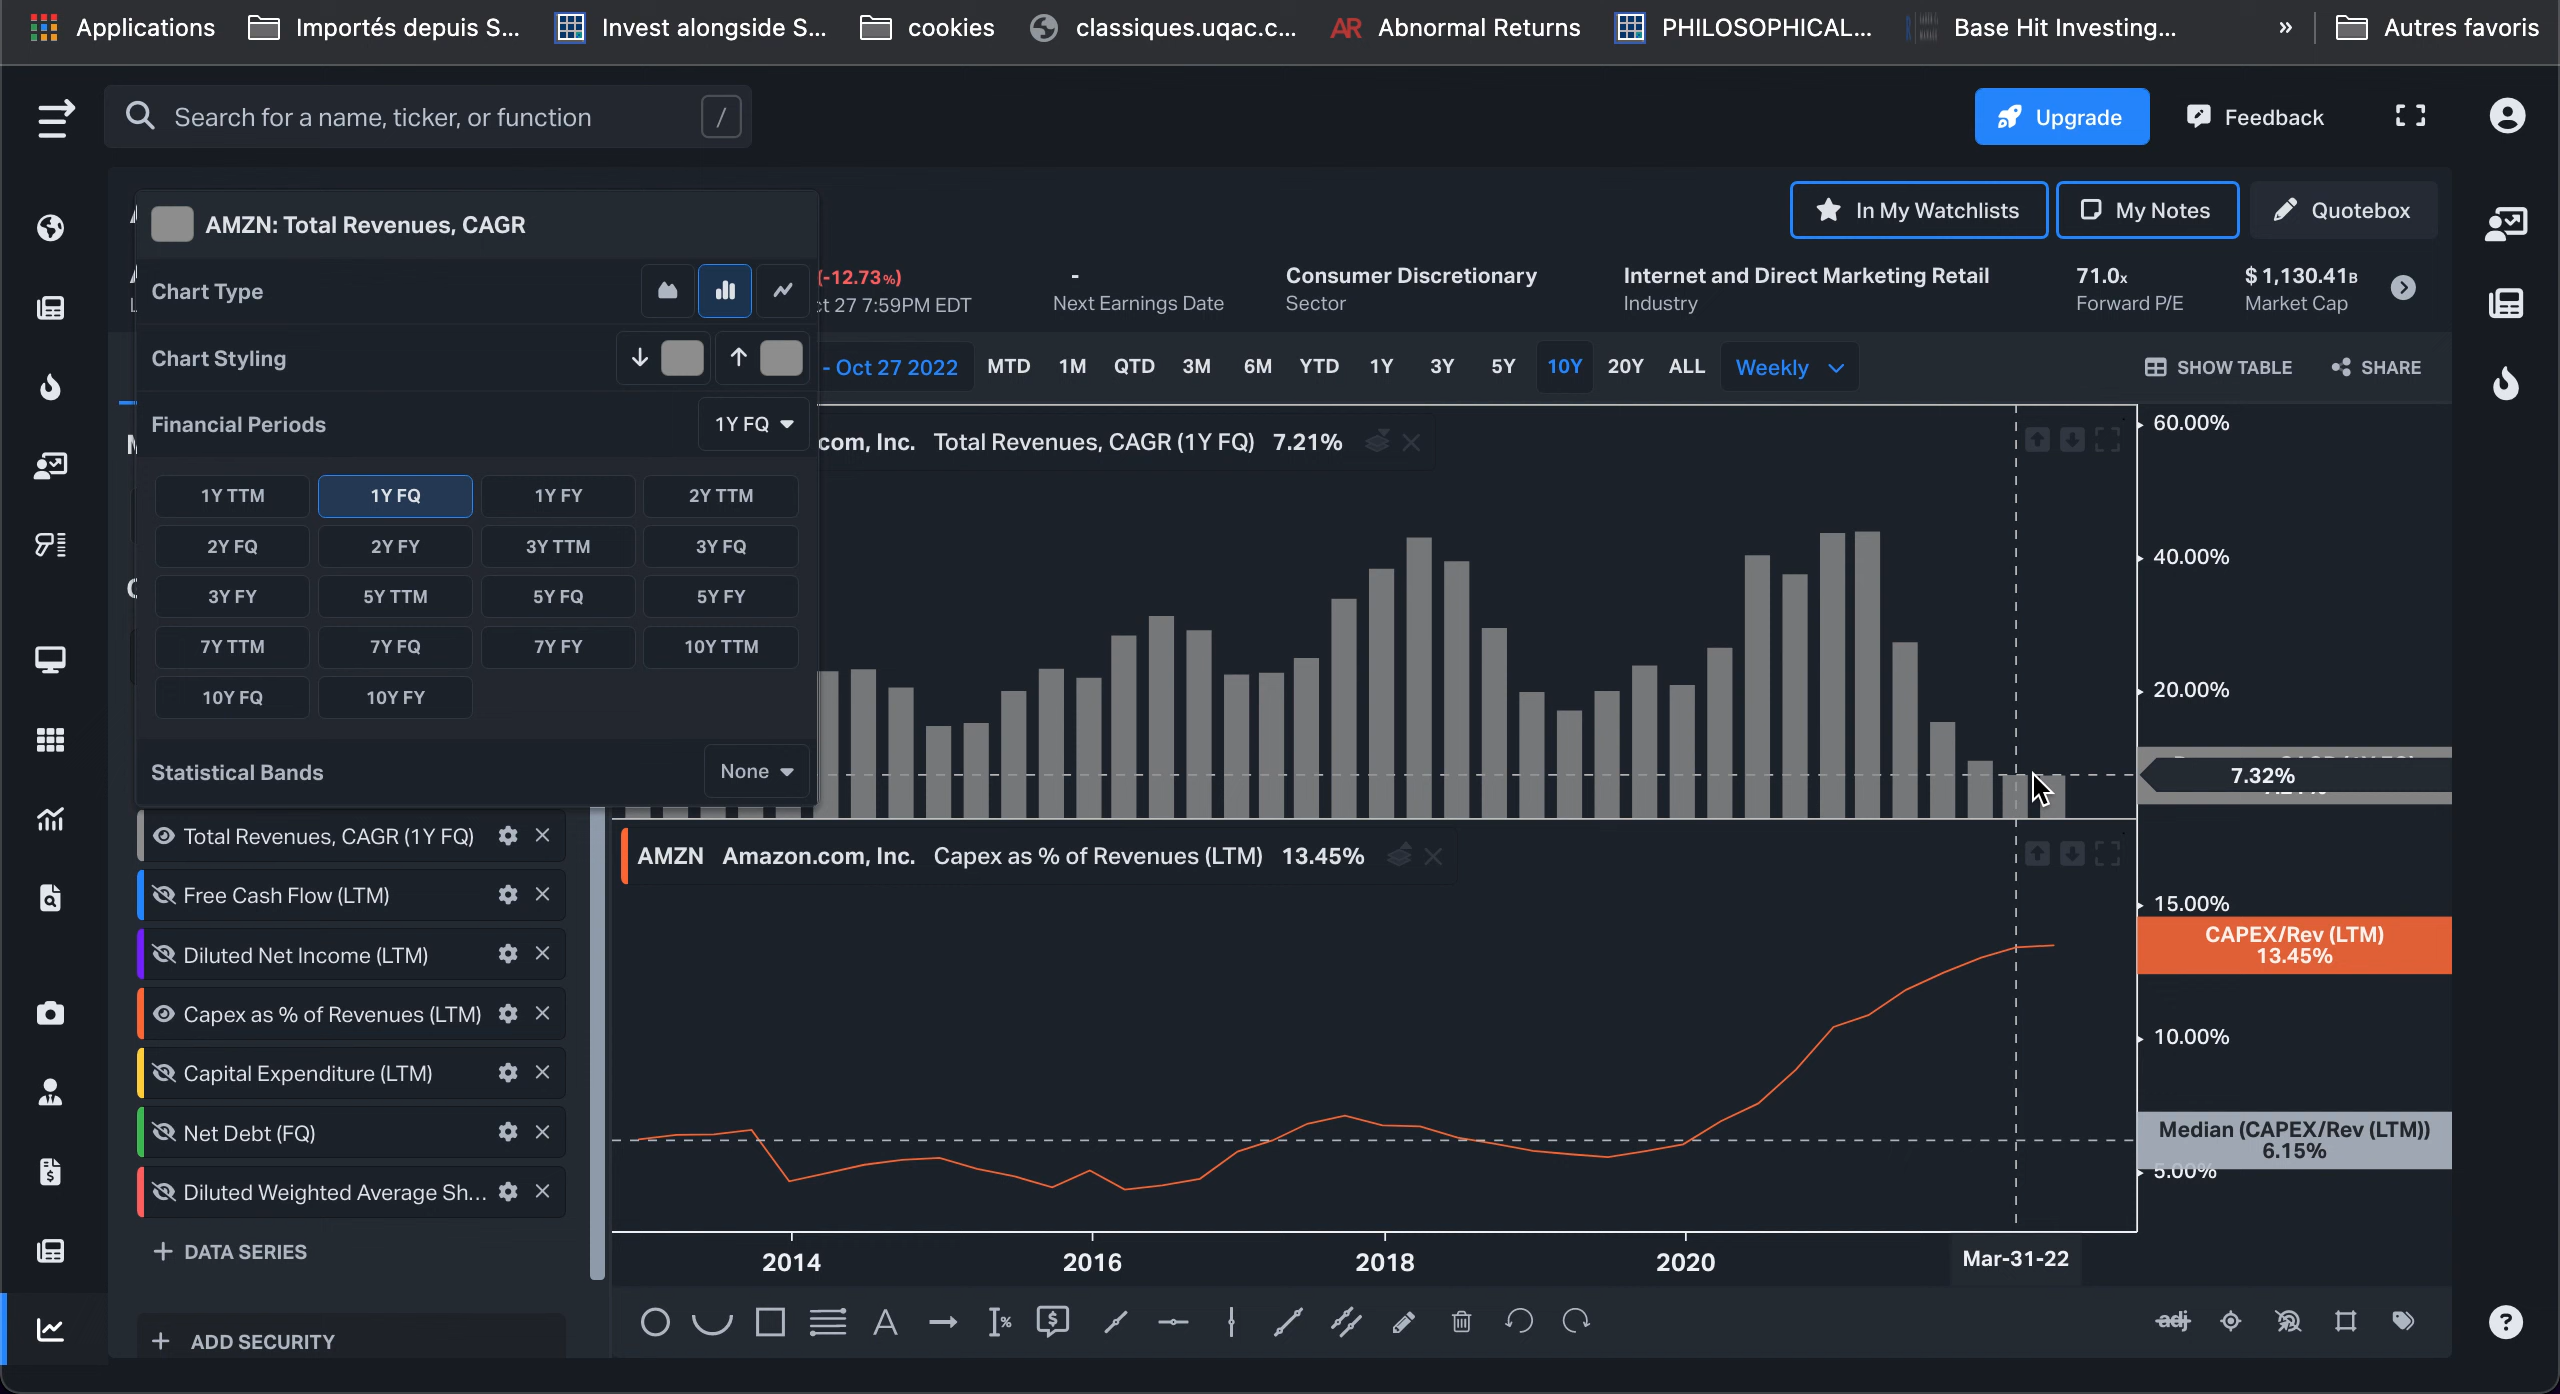 Applications
Importés depuis S...
Invest alongside S...
cookies
classiques.uqac.c...
AR Abnormal Returns
PHILOSOPHICAL...
Base Hit Investing...
»
Autres favoris
Search for a name, ticker, or function
/
Upgrade
Feedback
AMZN: Total Revenues, CAGR
In My Watchlists
My Notes
Quotebox
Chart Type
(-12.73%)
ct 27 7:59PM EDT
-
Next Earnings Date
Consumer Discretionary
Sector
Internet and Direct Marketing Retail
Industry
71.0x
Forward P/E
$1,130.41B
Market Cap
Chart Styling
- Oct 27 2022
MTD 1M QTD 3M 6M YTD 1Y 3Y 5Y 10Y 20Y ALL
Weekly
SHOW TABLE
SHARE
Financial Periods
1Y FQ
com, Inc. Total Revenues, CAGR (1Y FQ) 7.21%
1Y TTM 1Y FQ 1Y FY 2Y TTM
2Y FQ 2Y FY 3Y TTM 3Y FQ
3Y FY 5Y TTM 5Y FQ 5Y FY
7Y TTM 7Y FQ 7Y FY 10Y TTM
10Y FQ 10Y FY
Statistical Bands
None
60.00%
40.00%
20.00%
7.32%
Total Revenues, CAGR (1Y FQ)
Free Cash Flow (LTM)
Diluted Net Income (LTM)
Capex as % of Revenues (LTM)
Capital Expenditure (LTM)
Net Debt (FQ)
Diluted Weighted Average Sh...
DATA SERIES
ADD SECURITY
AMZN Amazon.com, Inc. Capex as % of Revenues (LTM) 13.45%
15.00%
CAPEX/Rev (LTM)
13.45%
10.00%
Median (CAPEX/Rev (LTM))
6.15%
5.00%
2014
2016
2018
2020
Mar-31-22
A
%
$
adj
?